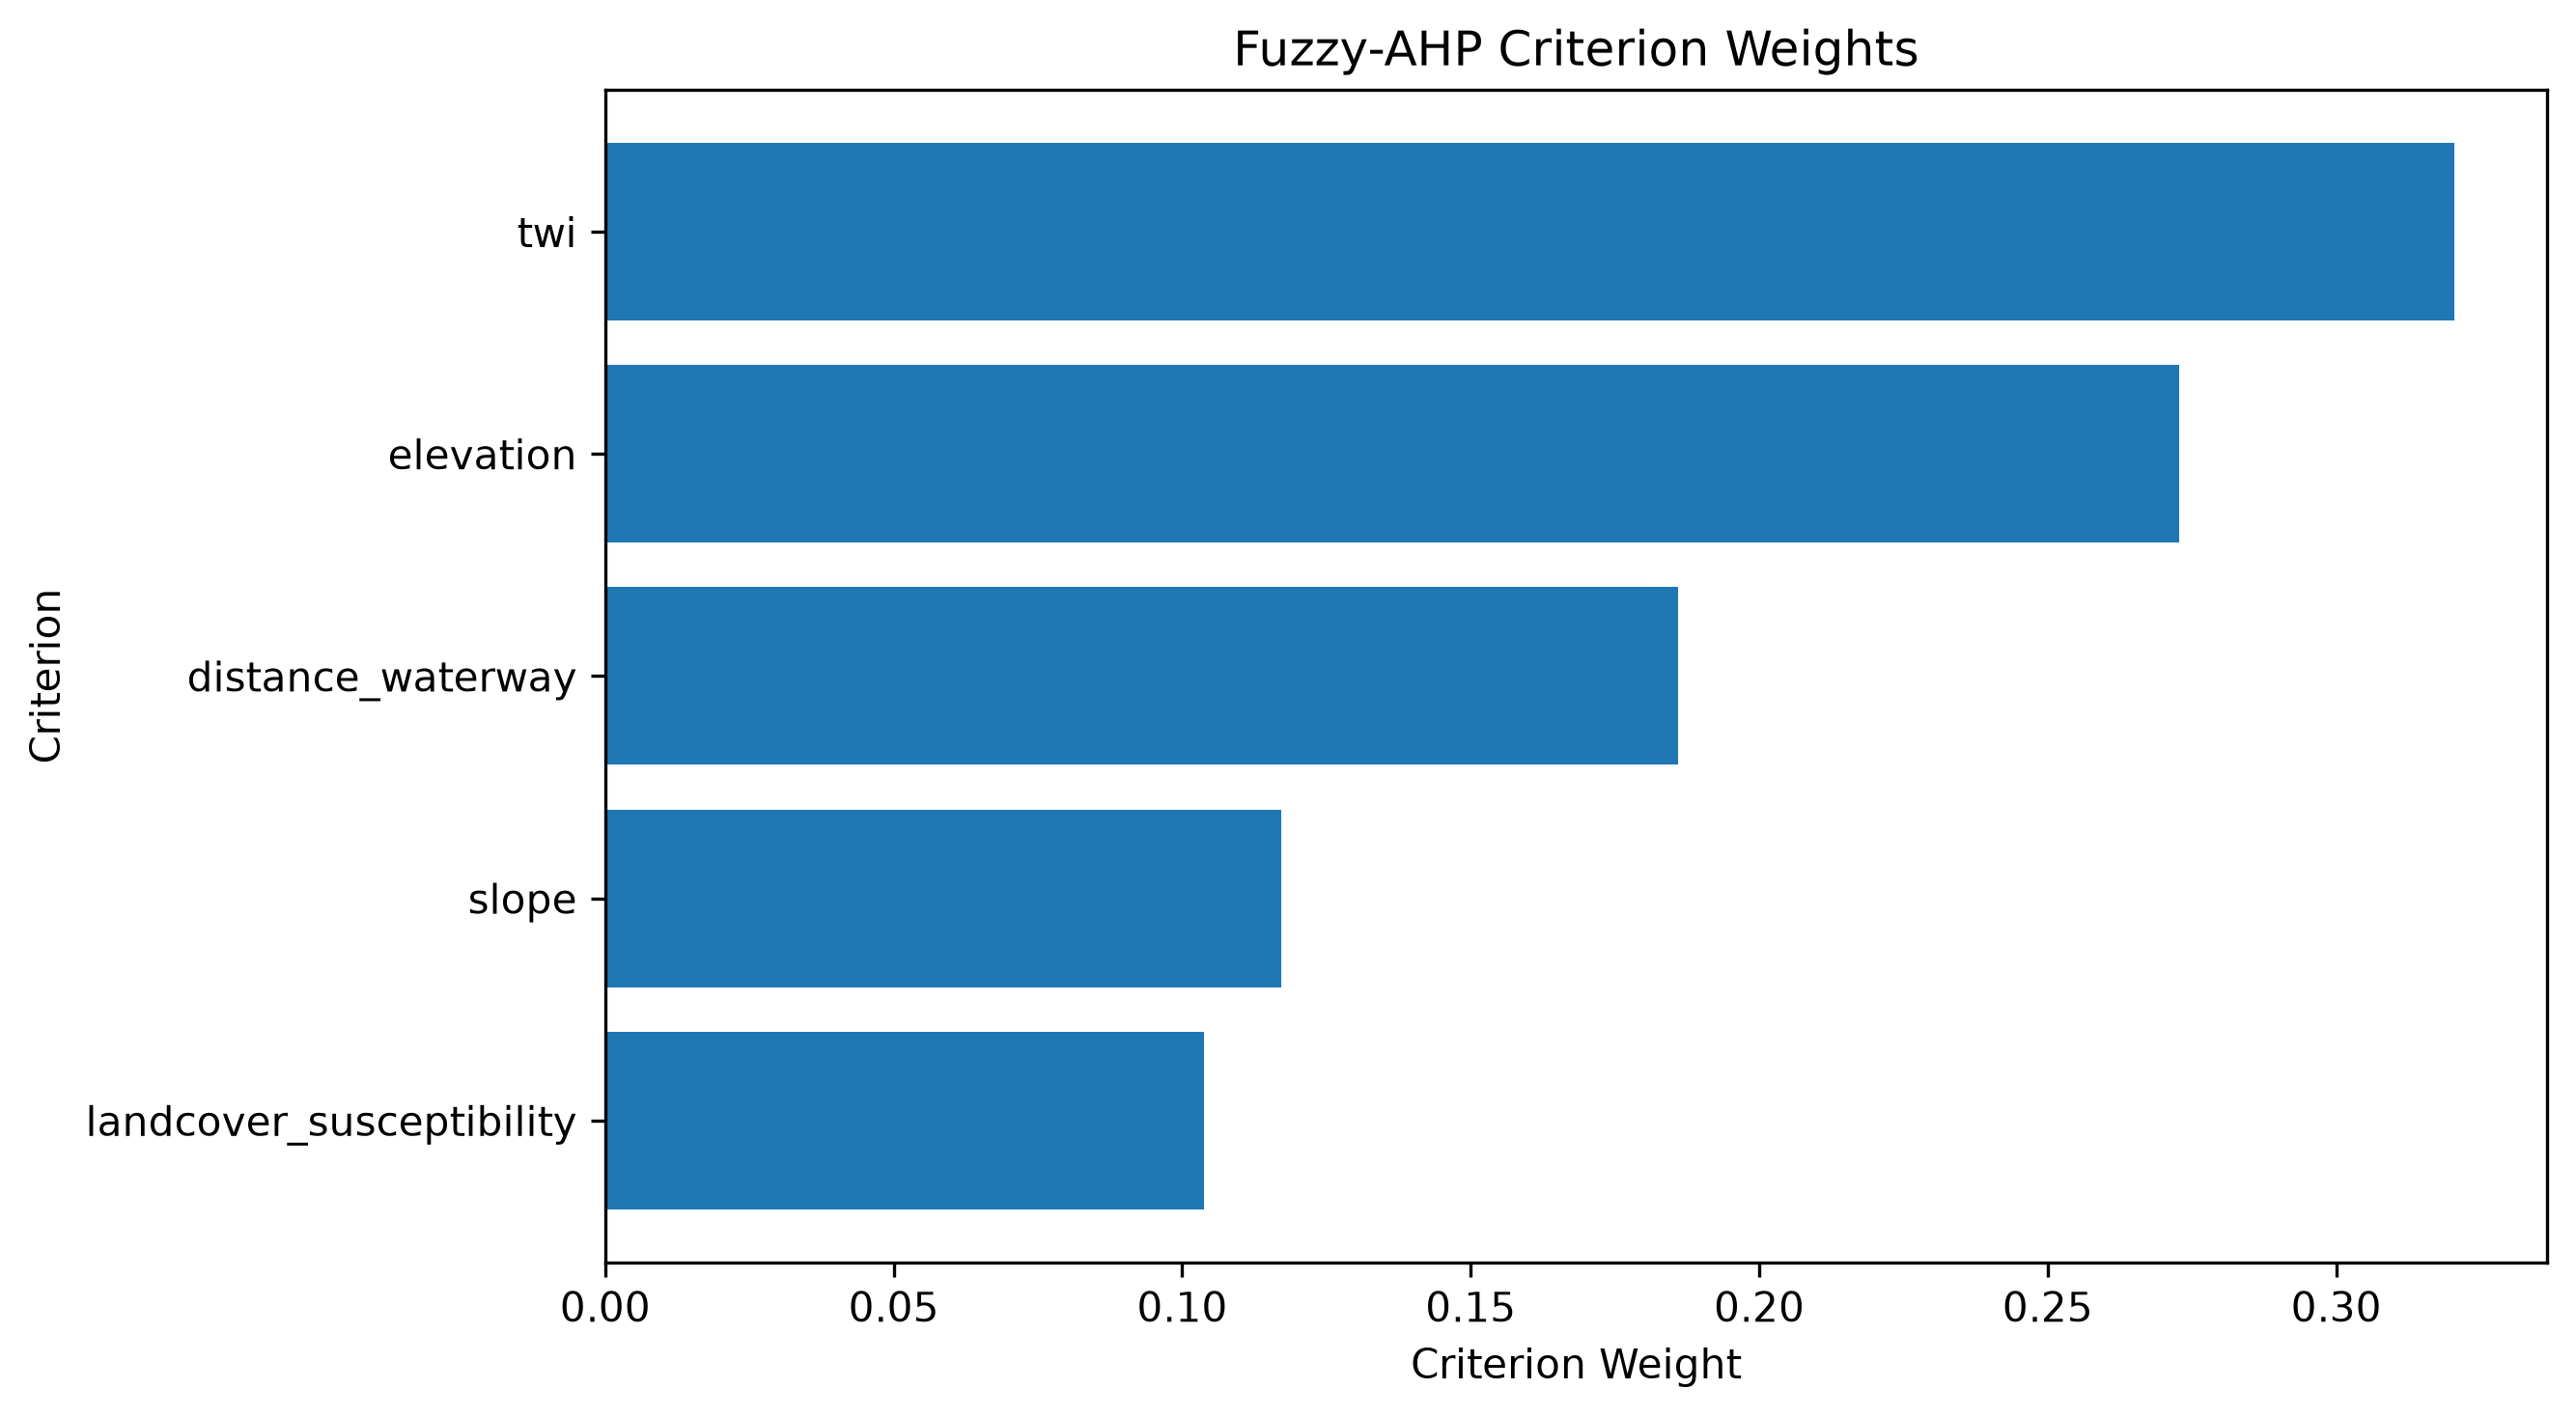 Fuzzy-AHP Criterion Weights
twi
elevation
distance_waterway
slope
landcover_susceptibility
Criterion
0.00 0.05 0.10 0.15 0.20 0.25 0.30
Criterion Weight